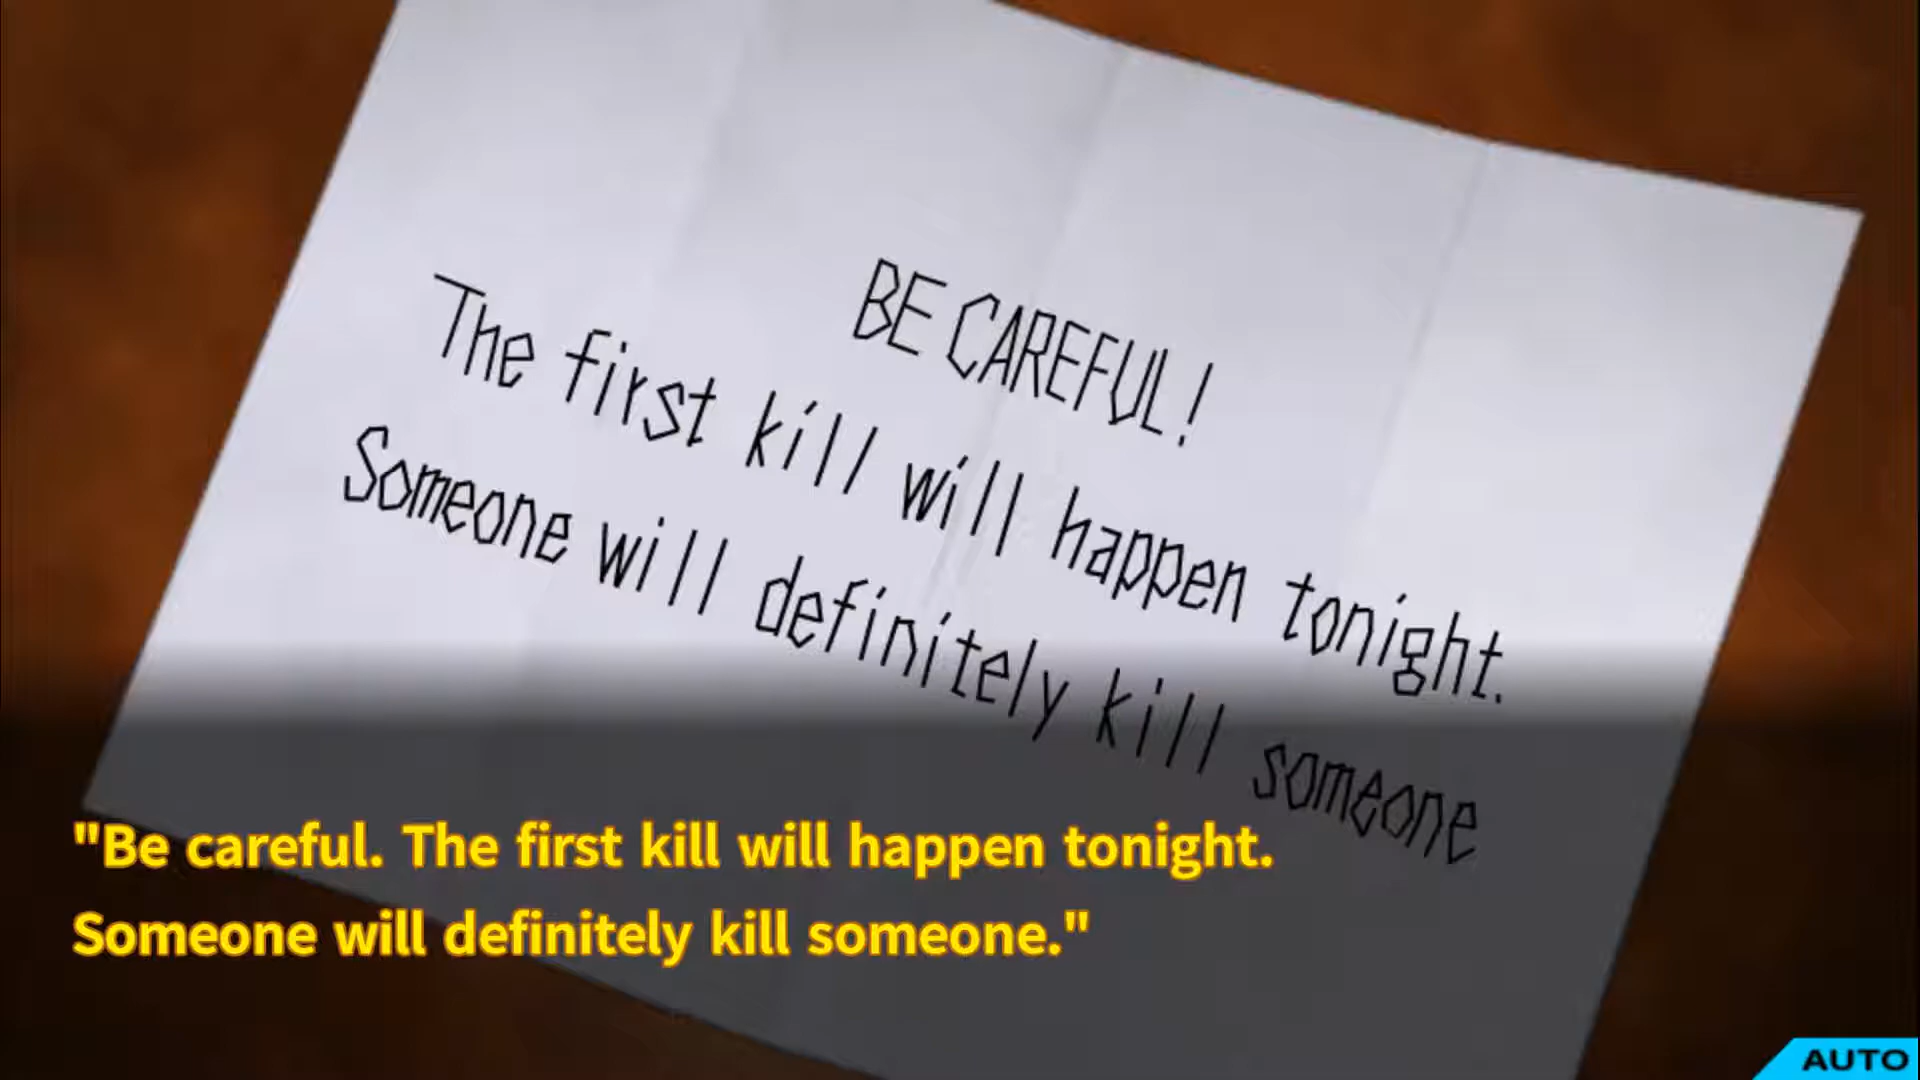 BE CAREFUL!
The first kill will happen tonight.
Someone will definitely kill someone
"Be careful. The first kill will happen tonight.
Someone will definitely kill someone."
AUTO